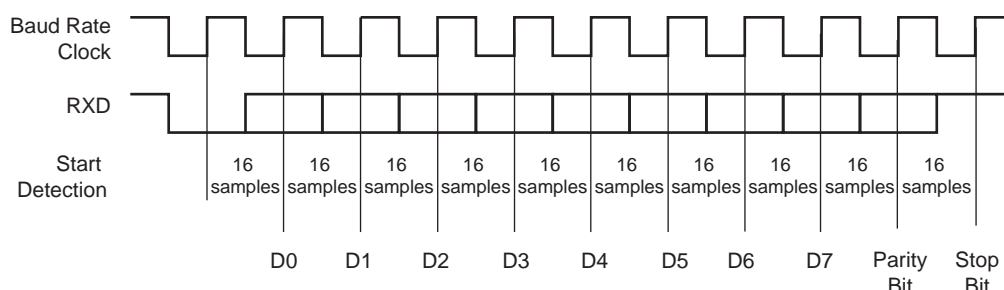 Baud Rate
Clock
RXD
Start
Detection
16
samples
16
samples
16
samples
16
samples
16
samples
16
samples
16
samples
16
samples
16
samples
16
samples
D0 D1 D2 D3 D4 D5 D6 D7 Parity Stop
Bit Bit